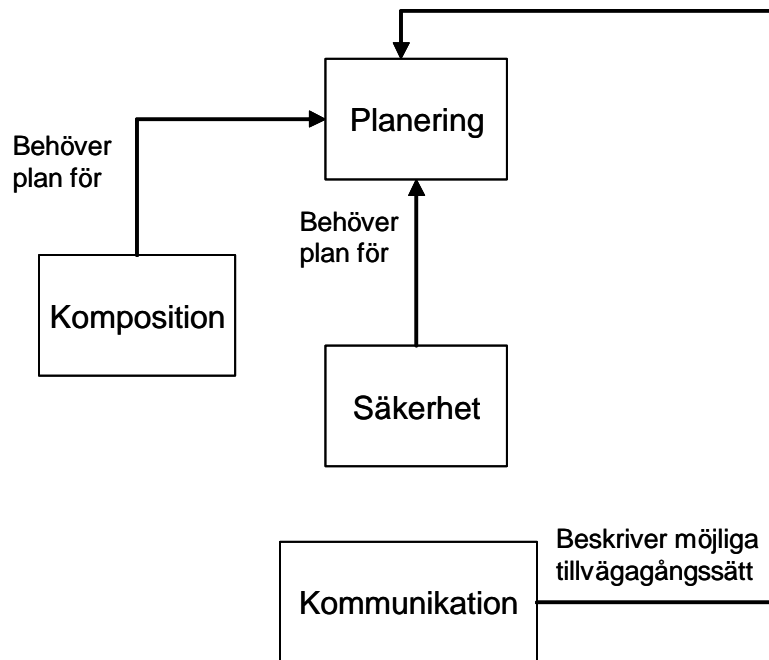 Planering
Behöver
plan för
Behöver
plan för
Komposition
Säkerhet
Beskriver möjliga
tillvägagångssätt
Kommunikation